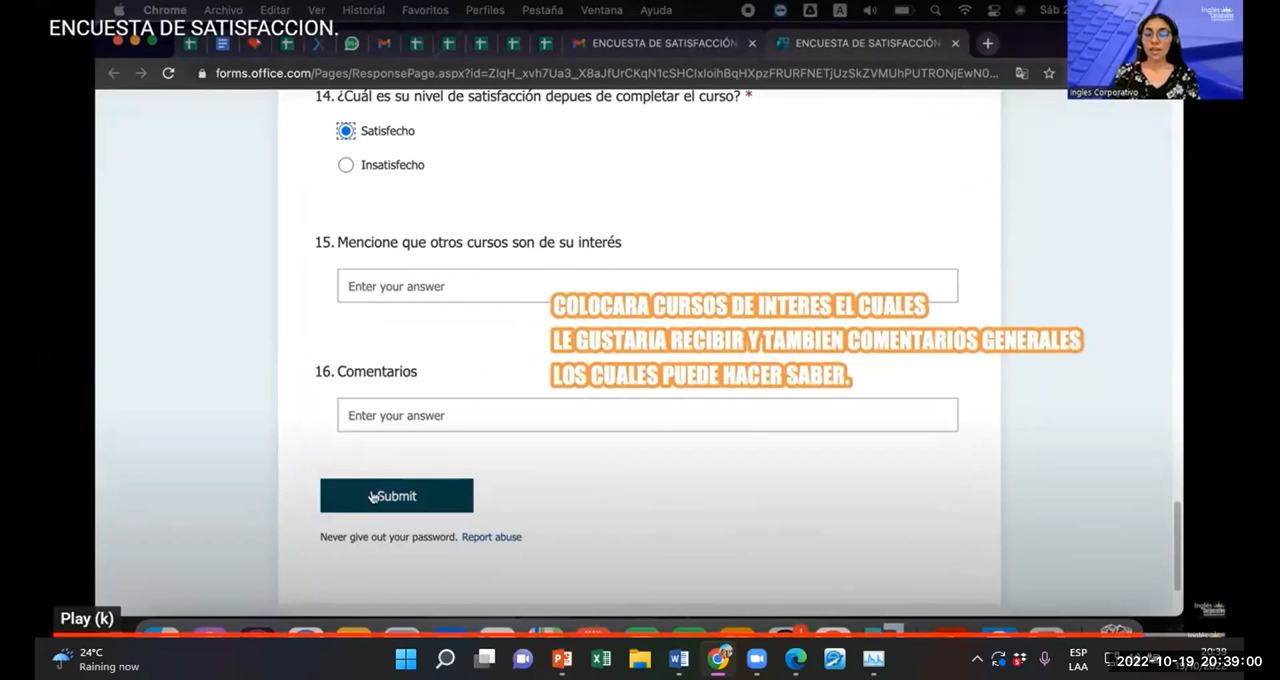 Chrome Archivo Editar Ver Historial Favoritos Perfiles Pestaña Ventana Ayuda
ENCUESTA DE SATISFACCION.
ENCUESTA DE SATISFACCIÓN
ENCUESTA DE SATISFACCIÓN
Ingles Corporativo
14. ¿Cuál es su nivel de satisfacción depues de completar el curso? *
Satisfecho
Insatisfecho
15. Mencione que otros cursos son de su interés
Enter your answer
COLOCARA CURSOS DE INTERES EL CUALES
LE GUSTARIA RECIBIR Y TAMBIEN COMENTARIOS GENERALES
LOS CUALES PUEDE HACER SABER.
16. Comentarios
Enter your answer
Submit
Never give out your password. Report abuse
Play (k)
24°C
Raining now
ESP
LAA
20:39
2022-10-19, 20:39:00